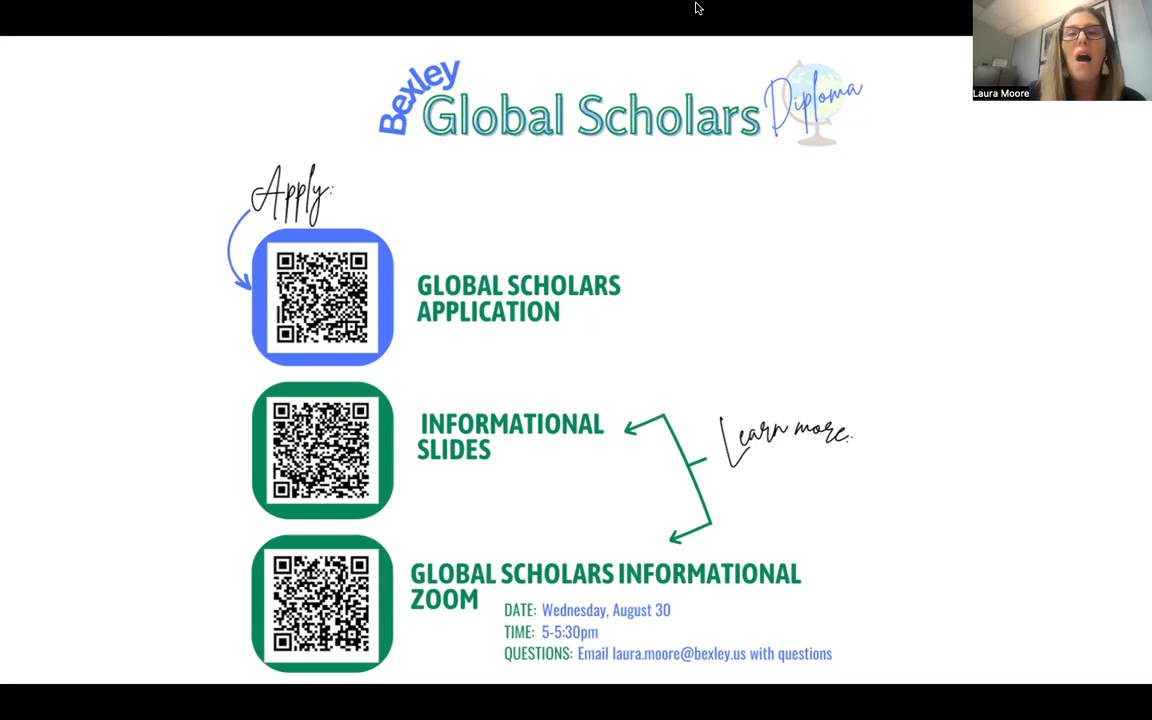 Laura Moore
Bexley
Global Scholars Diploma
Apply:
GLOBAL SCHOLARS
APPLICATION
INFORMATIONAL
SLIDES
Learn more:
GLOBAL SCHOLARS INFORMATIONAL
ZOOM
DATE: Wednesday, August 30
TIME: 5-5:30pm
QUESTIONS: Email laura.moore@bexley.us with questions